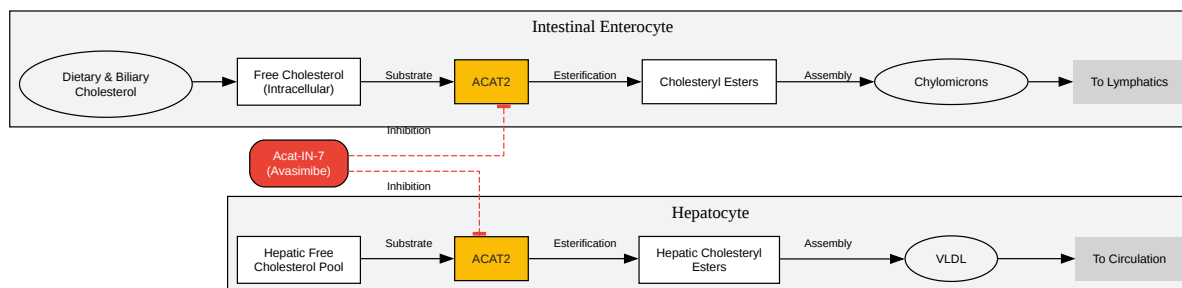 Intestinal Enterocyte
Dietary & Biliary
Cholesterol
Free Cholesterol
(Intracellular)
Substrate
ACAT2
Esterification
Cholesteryl Esters
Assembly
Chylomicrons
To Lymphatics
Inhibition
Acat-IN-7
(Avasimibe)
Inhibition
Hepatocyte
Hepatic Free
Cholesterol Pool
Substrate
ACAT2
Esterification
Hepatic Cholesteryl
Esters
Assembly
VLDL
To Circulation